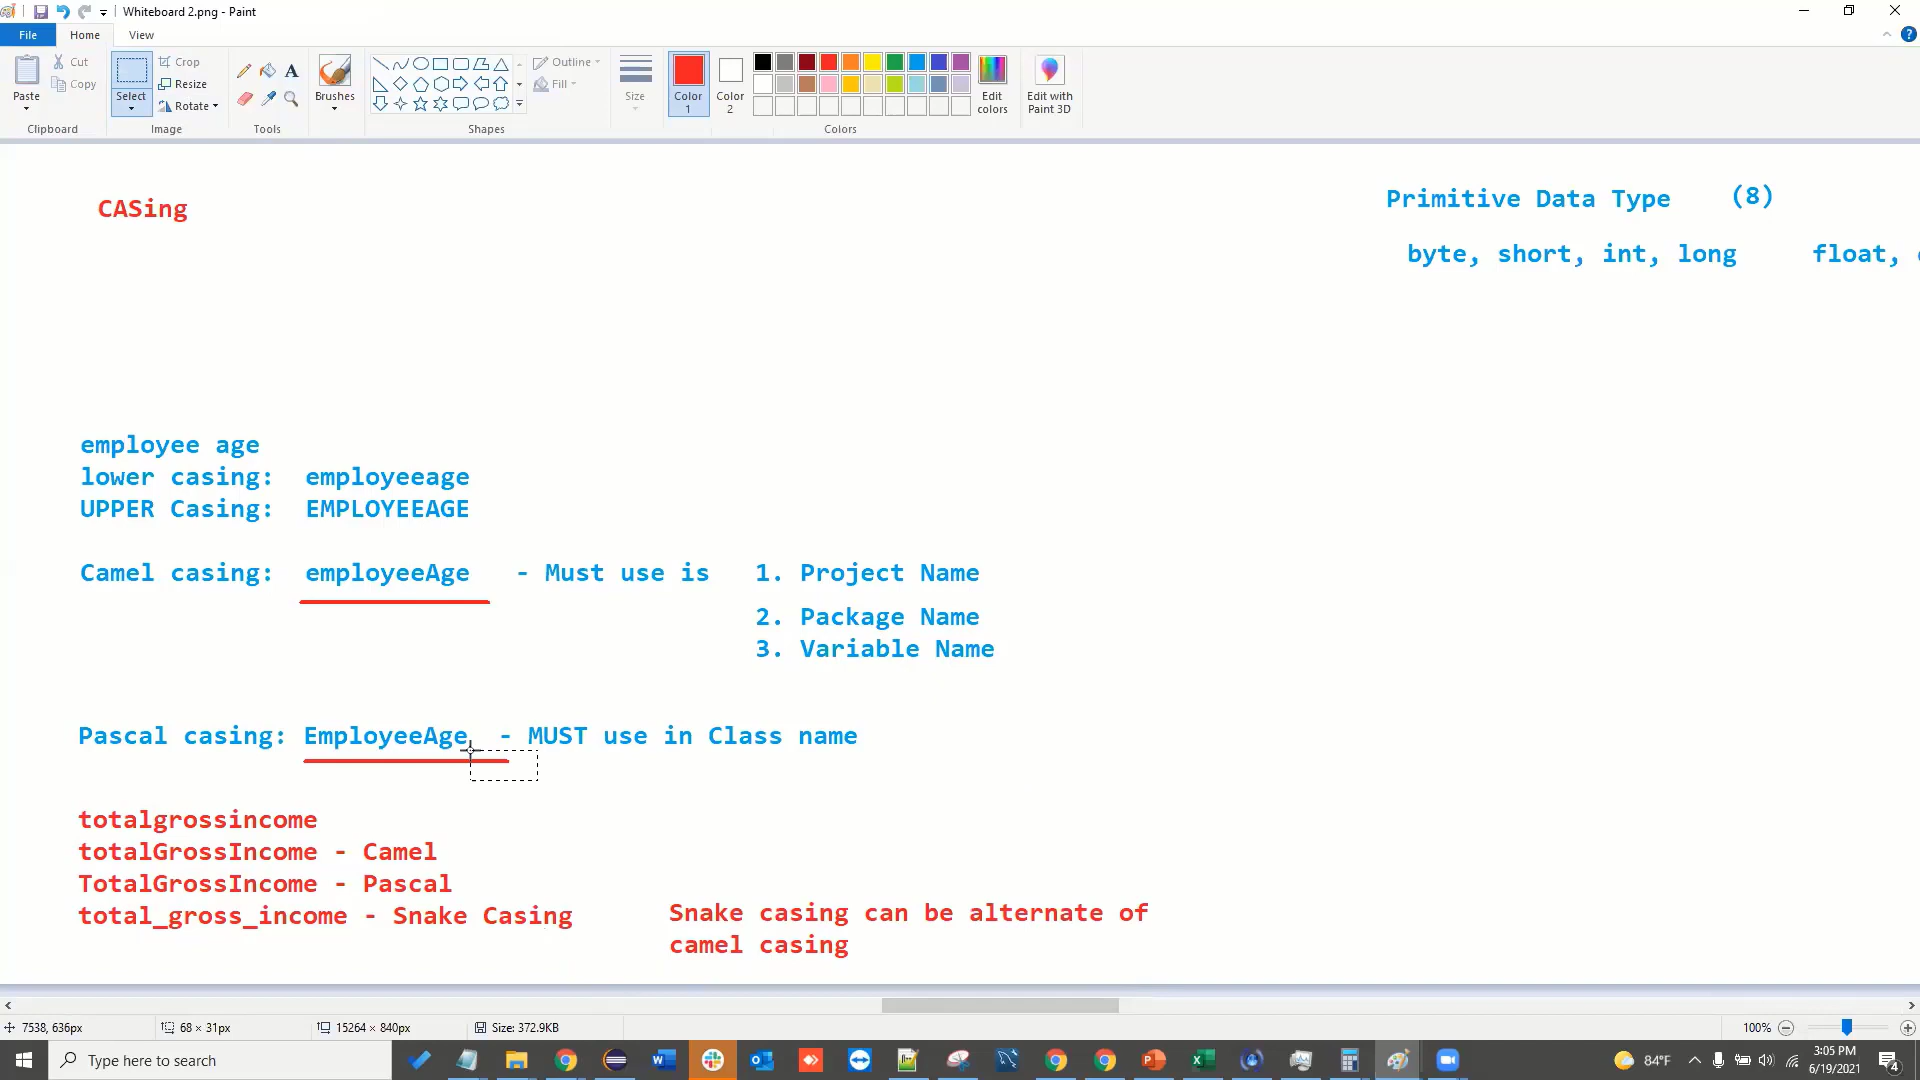 Whiteboard 2.png - Paint
File Home View
Paste
Cut
Copy
Clipboard
Select
Crop
Resize
Rotate
Image
Tools
Brushes
Shapes
Outline
Fill
Size
Color 1
Color 2
Colors
Edit colors
Edit with Paint 3D
CASing
Primitive Data Type (8)
byte, short, int, long float,
employee age
lower casing: employeeage
UPPER Casing: EMPLOYEEAGE
Camel casing: employeeAge - Must use is 1. Project Name
2. Package Name
3. Variable Name
Pascal casing: EmployeeAge - MUST use in Class name
totalgrossincome
totalGrossIncome - Camel
TotalGrossIncome - Pascal
total_gross_income - Snake Casing
Snake casing can be alternate of
camel casing
7538, 636px 68 × 31px 15264 × 840px Size: 372.9KB 100%
Type here to search
84°F
3:05 PM
6/19/2021
4